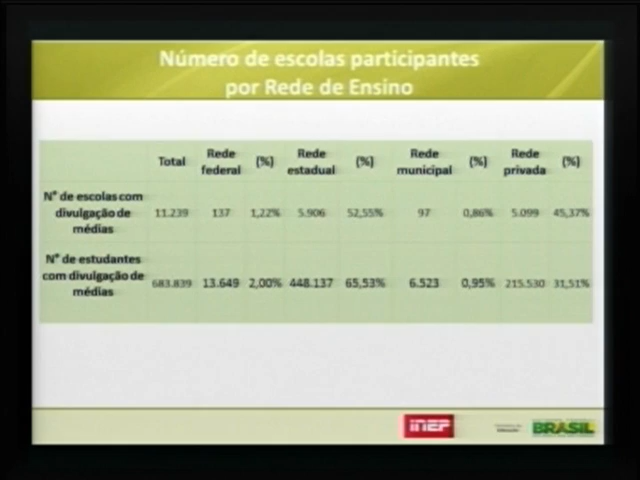 Número de escolas participantes
por Rede de Ensino
Total Rede federal (%) Rede estadual (%) Rede municipal (%) Rede privada (%)
N° de escolas com divulgação de médias 11.239 137 1,22% 5.906 52,55% 97 0,86% 5.099 45,37%
N° de estudantes com divulgação de médias 683.839 13.649 2,00% 448.137 65,53% 6.523 0,95% 215.530 31,51%
INEP BRASIL